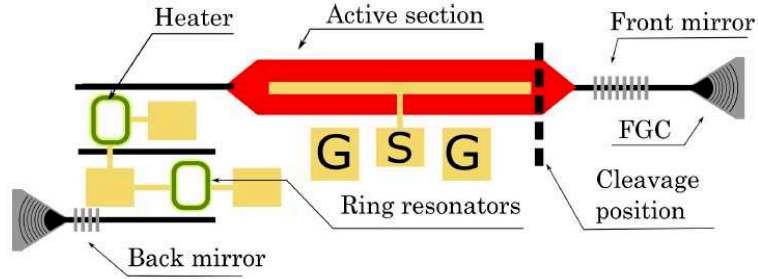 Heater
Active section
Front mirror
G S G
FGC
Cleavage
position
Ring resonators
Back mirror